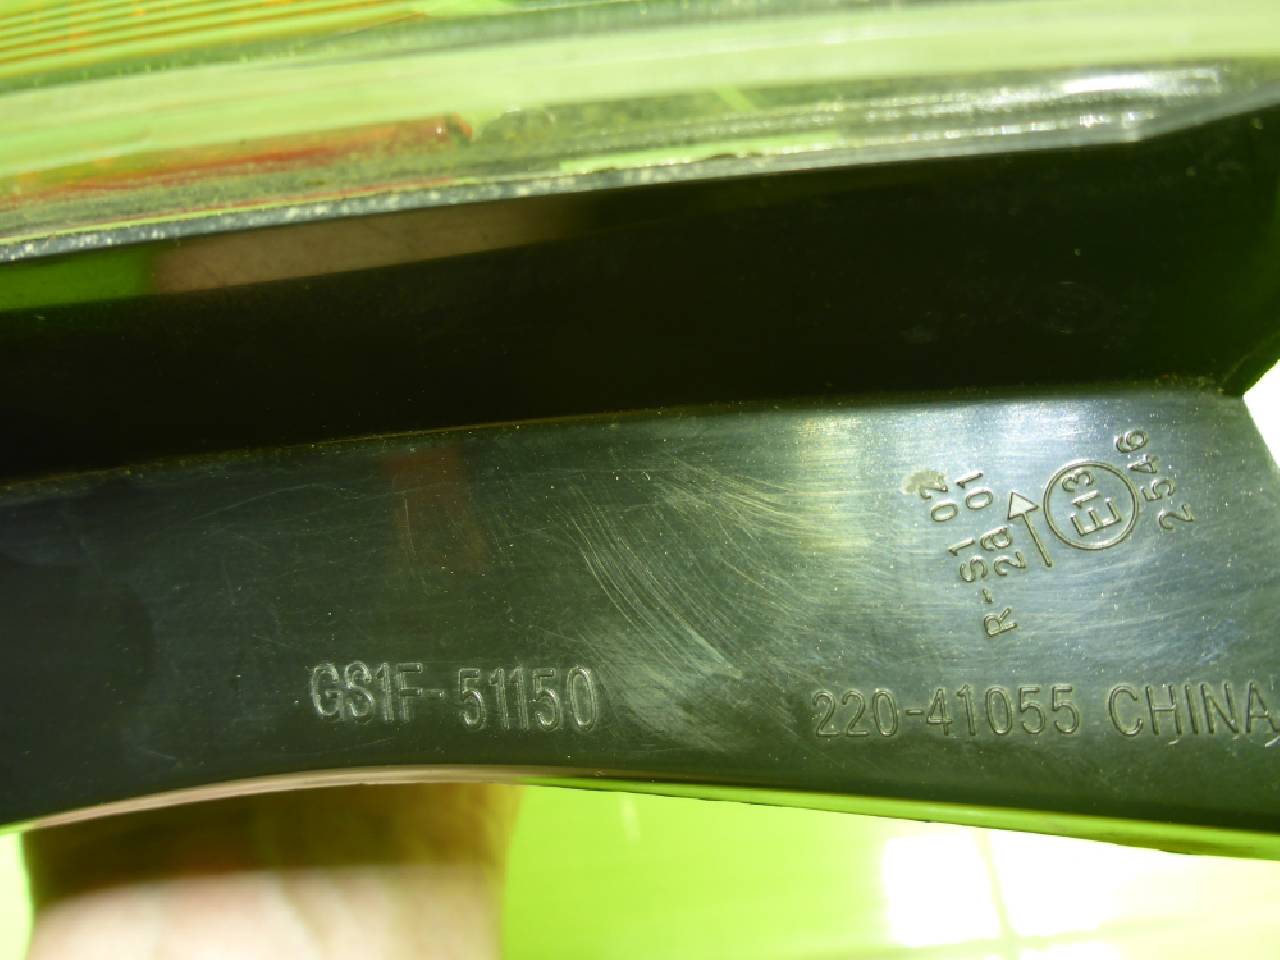 R-S1 02
2a 01
E13
2546
GS1F-51150
220-41055 CHINA